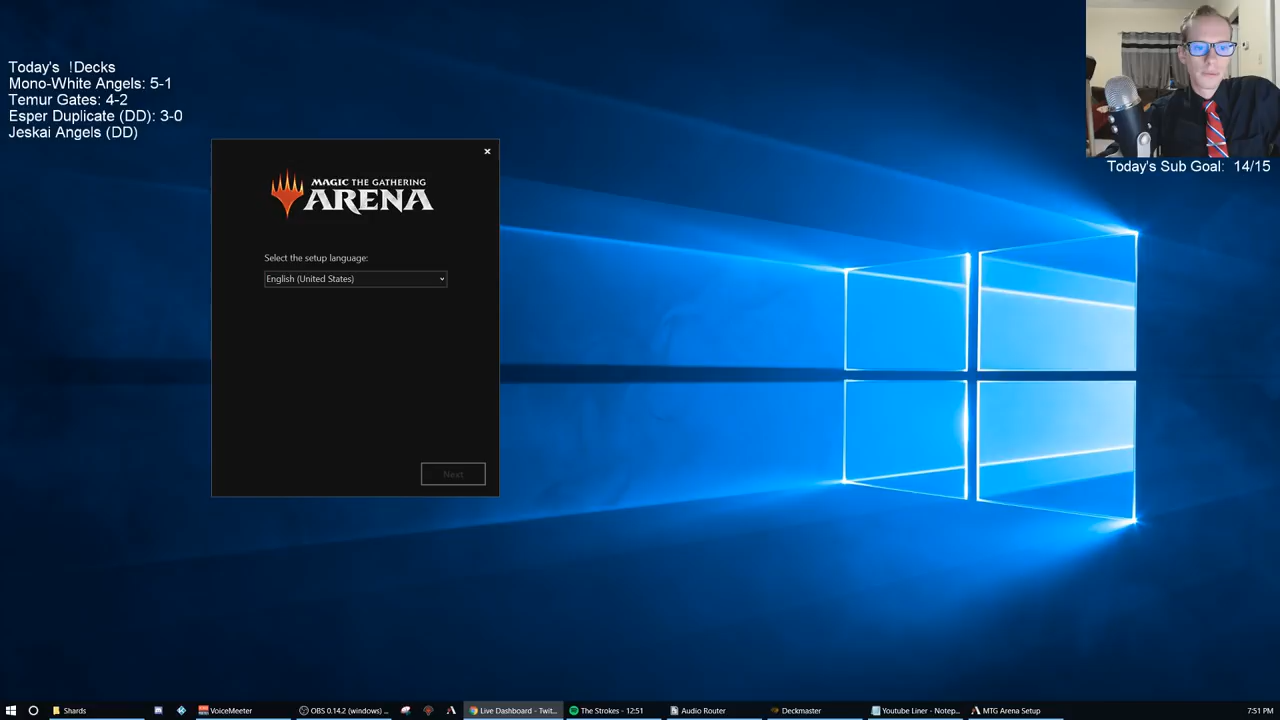 Today's !Decks
Mono-White Angels: 5-1
Temur Gates: 4-2
Esper Duplicate (DD): 3-0
Jeskai Angels (DD)
Today's Sub Goal: 14/15
MAGIC THE GATHERING
ARENA
Select the setup language:
English (United States)
Next
Shards
VoiceMeeter
OBS 0.14.2 (windows) ...
Live Dashboard - Twit...
The Strokes - 12:51
Audio Router
Deckmaster
Youtube Liner - Notep...
MTG Arena Setup
7:51 PM